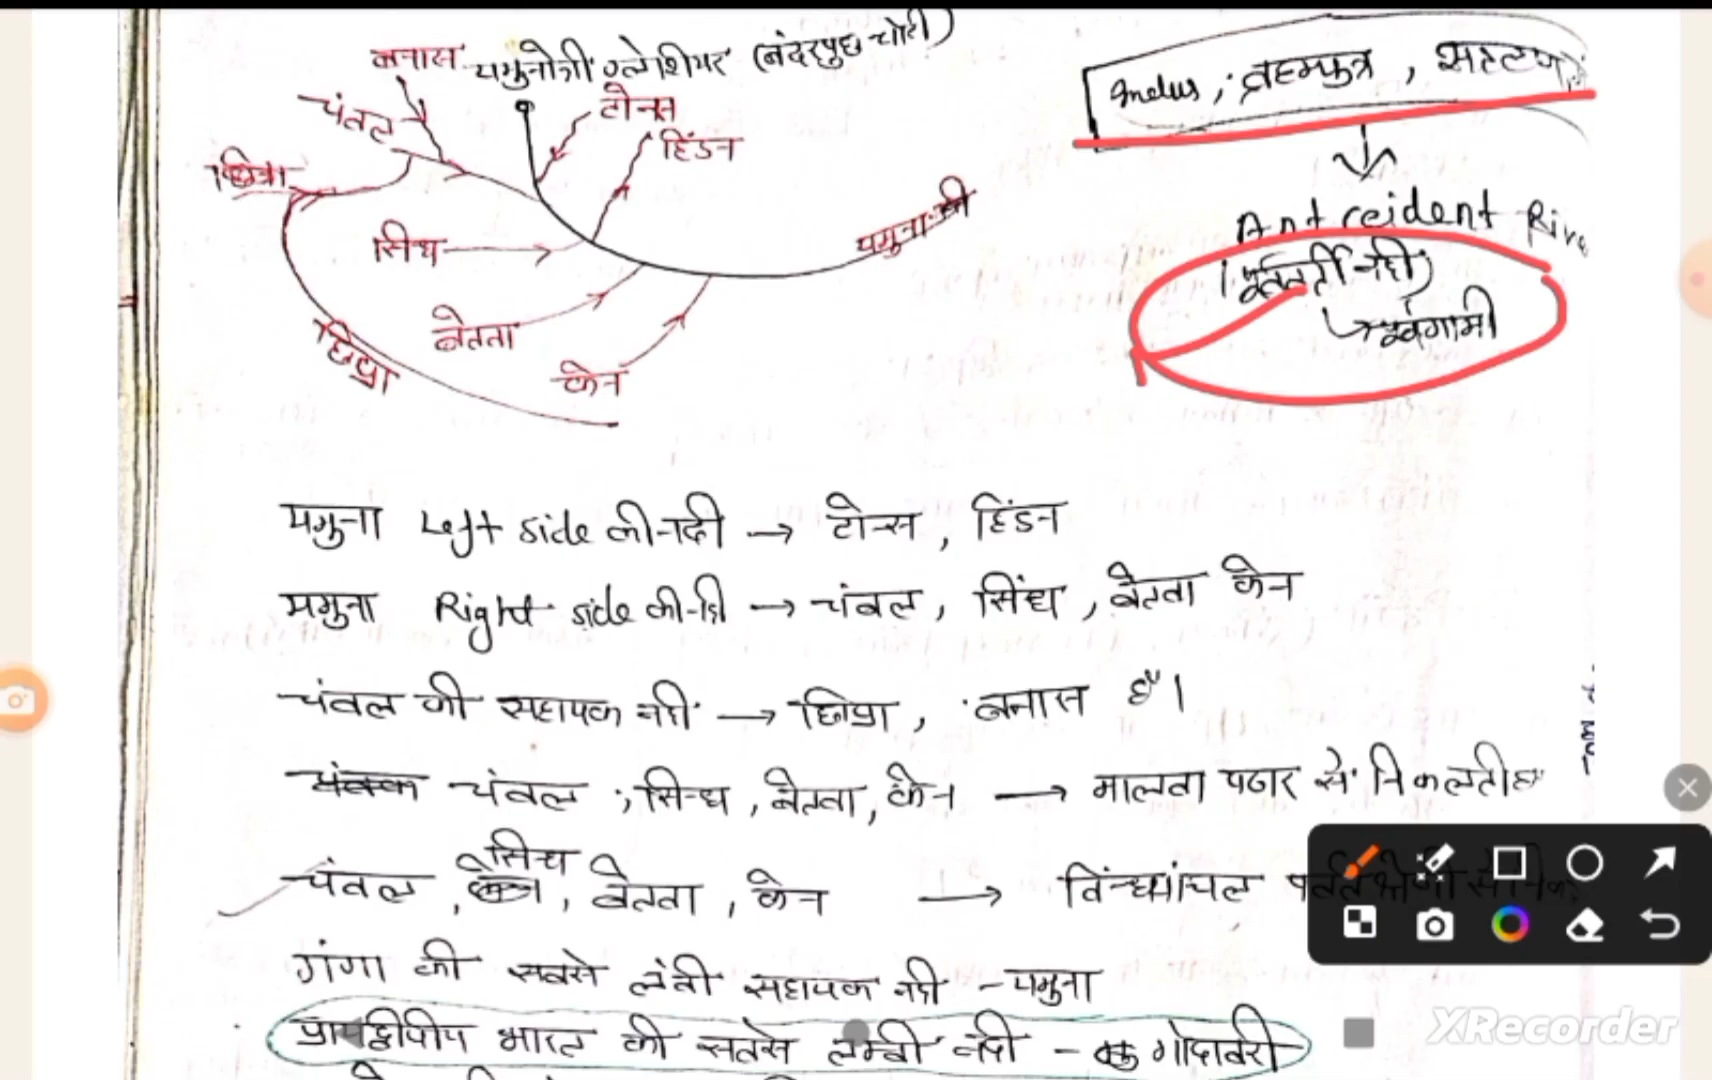 बनास यमुनोत्री ग्लेशियर (बंदरपुछ चोटी)
चंबल
टोन्स
हिंडन
छिप्रा
सिंध
यमुना नदी
बेतवा
छिप्रा
केन
Indus, ब्रह्मपुत्र, सतलज
Antceident Rive
(पूर्ववर्ती नदी)
यमुना Left side की नदी → टोन्स, हिंडन
यमुना Right side की नदी → चंबल, सिंध, बेतवा केन
चंबल की सहायक नदी → छिप्रा, बनास है।
चंबल, सिन्ध, बेतवा, केन → मालवा पठार से निकलती है
सिन्ध
चंबल, बेतवा, केन → विंन्ध्यांचल पर्वत श्रेणी से
गंगा की सबसे लंबी सहायक नदी - यमुना
प्रायद्वीपीय भारत की सबसे लम्बी नदी - गोदावरी
XRecorder